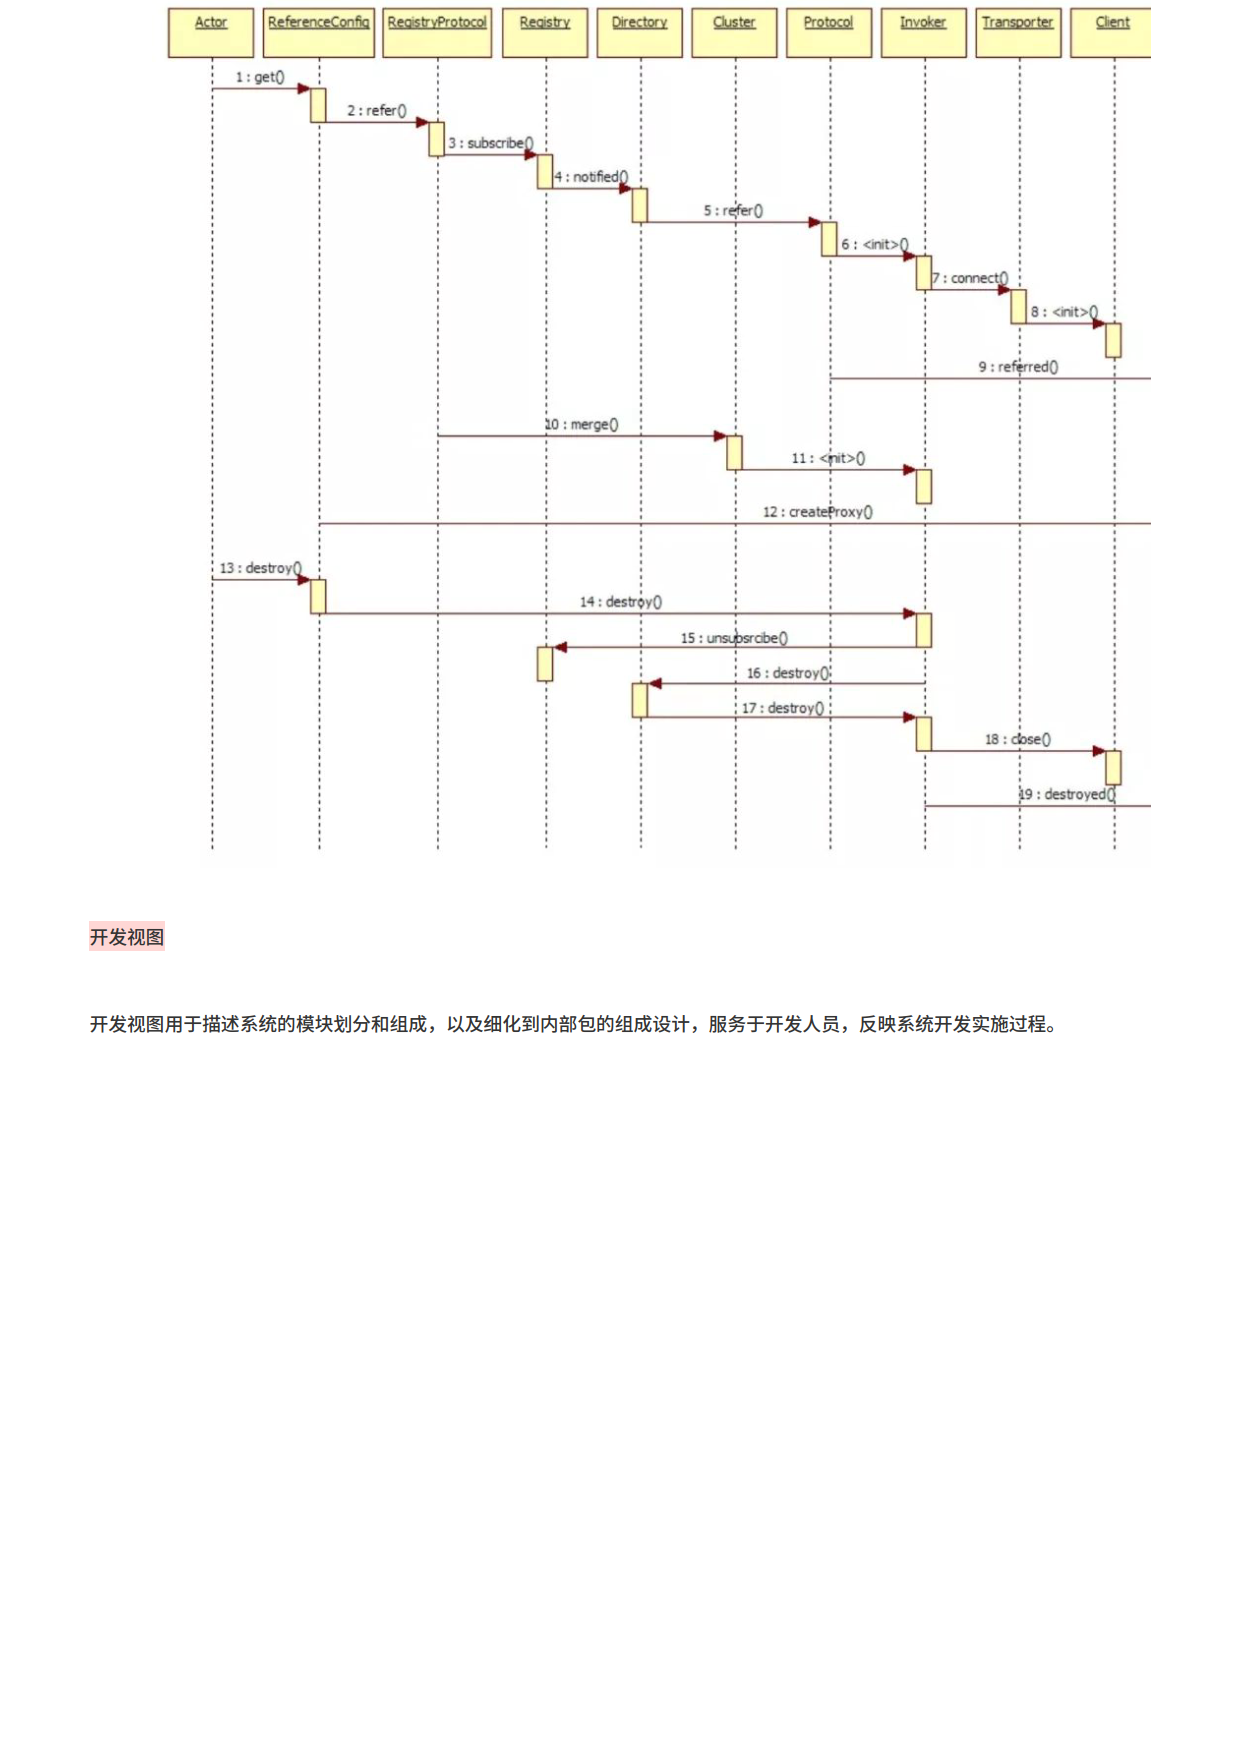 Actor ReferenceConfig RegistryProtocol Registry Directory Cluster Protocol Invoker Transporter Client
1 : get()
2 : refer()
3 : subscribe()
4 : notified()
5 : refer()
6 : <init>()
7 : connect()
8 : <init>()
9 : referred()
10 : merge()
11 : <init>()
12 : createProxy()
13 : destroy()
14 : destroy()
15 : unsubsrcibe()
16 : destroy()
17 : destroy()
18 : close()
19 : destroyed()
开发视图
开发视图用于描述系统的模块划分和组成，以及细化到内部包的组成设计，服务于开发人员，反映系统开发实施过程。